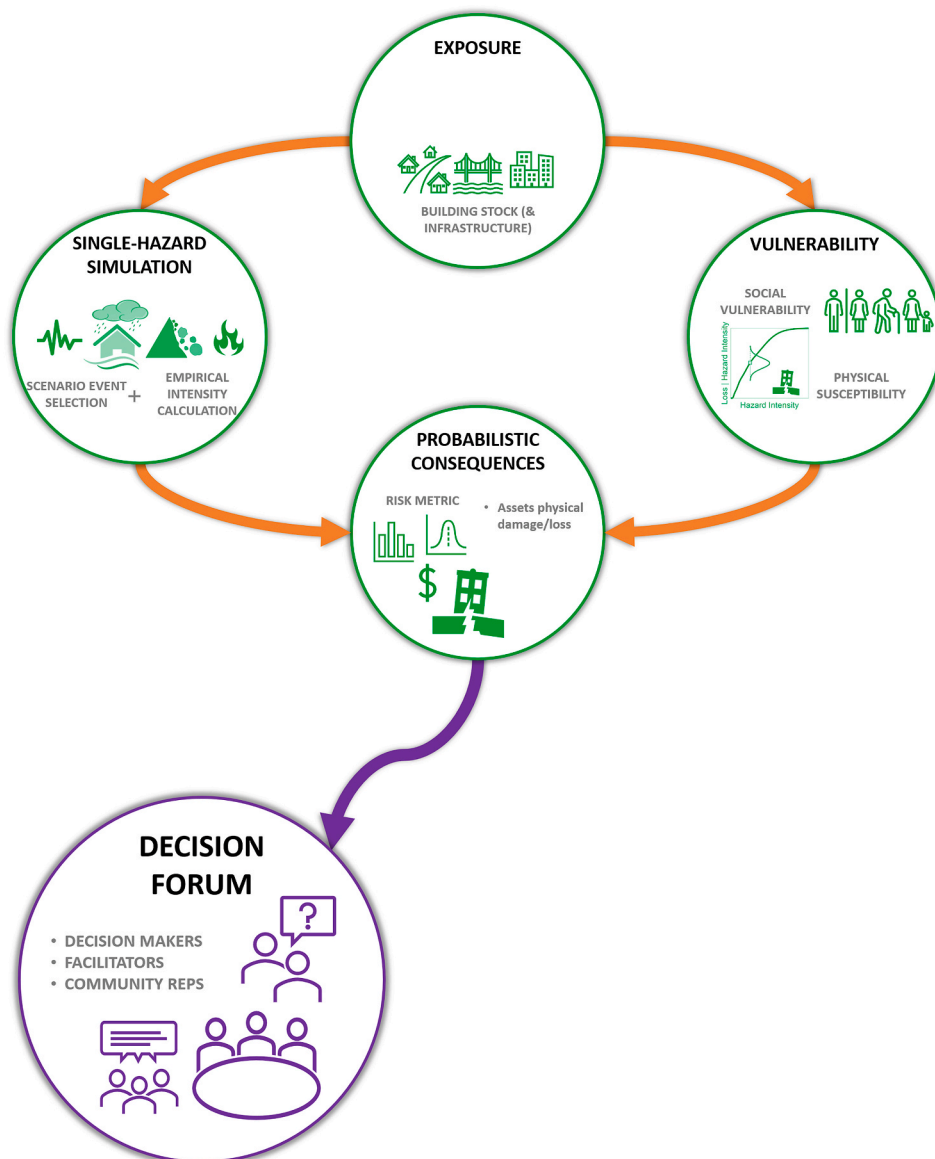 EXPOSURE
BUILDING STOCK (&
INFRASTRUCTURE)
SINGLE-HAZARD
SIMULATION
SCENARIO EVENT
SELECTION
+
EMPIRICAL
INTENSITY
CALCULATION
VULNERABILITY
SOCIAL
VULNERABILITY
Loss | Hazard Intensity
Hazard Intensity
PHYSICAL
SUSCEPTIBILITY
PROBABILISTIC
CONSEQUENCES
RISK METRIC
• Assets physical
damage/loss
$
DECISION
FORUM
?
• DECISION MAKERS
• FACILITATORS
• COMMUNITY REPS